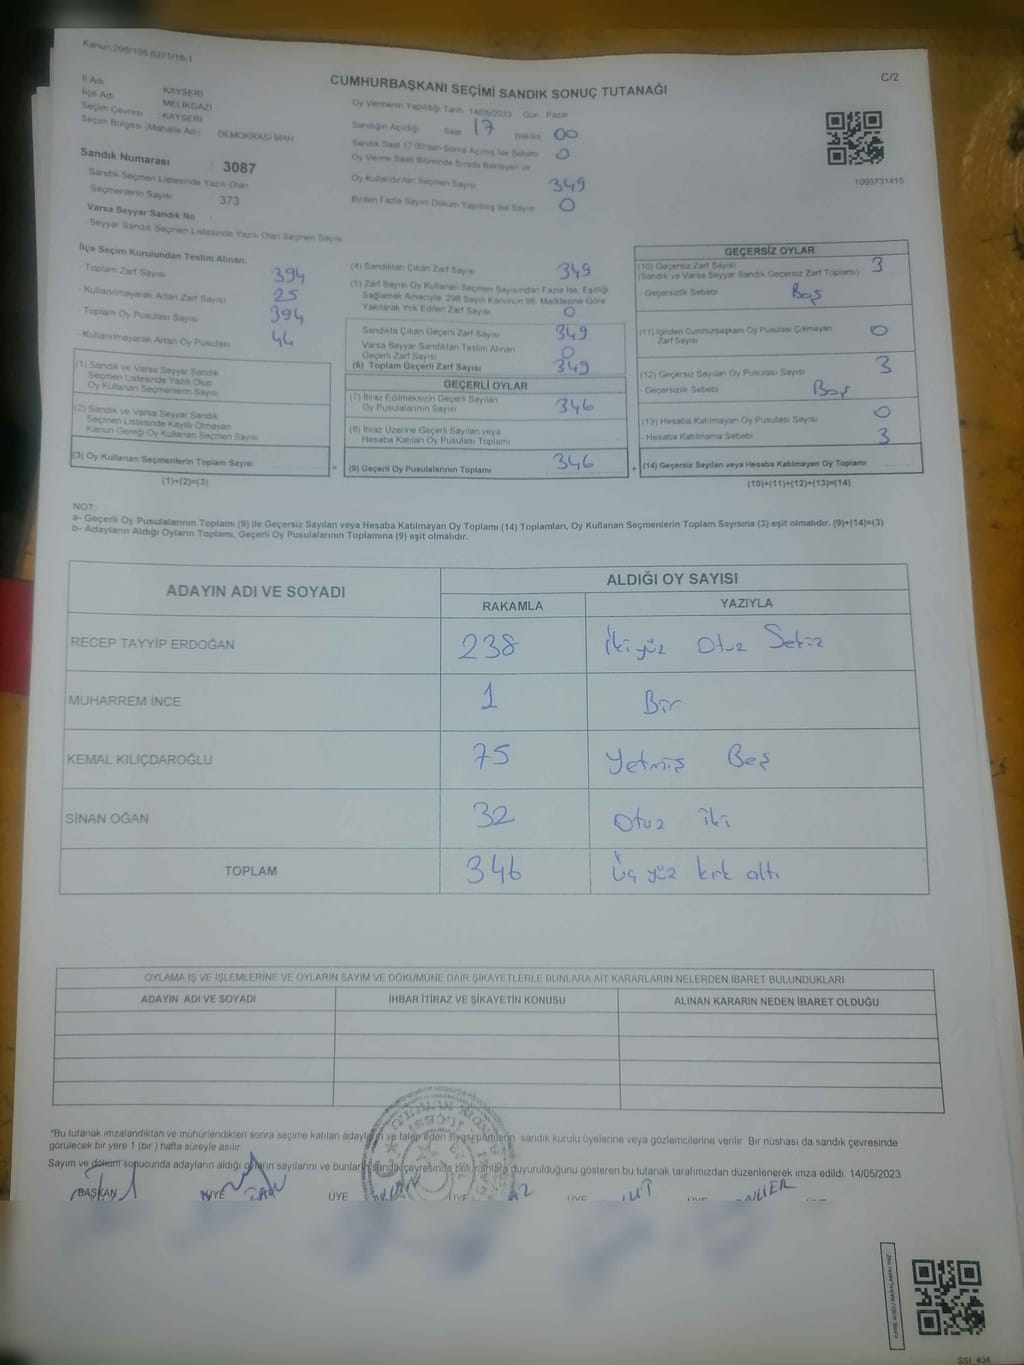 Kanun:298/105-6271/18-1
C/2
CUMHURBAŞKANI SEÇİMİ SANDIK SONUÇ TUTANAĞI
İl Adı : KAYSERİ
İlçe Adı : MELİKGAZİ
Seçim Çevresi : KAYSERİ
Seçim Bölgesi (Mahalle Adı) DEMOKRASİ MAH
Sandık Numarası : 3087
Sandık Seçmen Listesinde Yazılı Olan
Seçmenlerin Sayısı : 373
Varsa Seyyar Sandık No :
Seyyar Sandık Seçmen Listesinde Yazılı Olan Seçmen Sayısı
Oy Vermenin Yapıldığı Tarih 14/05/2023 Gün Pazar
Sandığın Açıldığı Saat 17 Dakika 00
Sandık Saat 17:00'den Sonra Açılmış İse Sebebi 0
Oy Verme Saati Bitiminde Sırada Bekleyen ve
Oy Kullandırılan Seçmen Sayısı 349
Birden Fazla Sayım Döküm Yapılmış İse Sayısı 0
1093731415
İlçe Seçim Kurulundan Teslim Alınan:
- Toplam Zarf Sayısı 394
- Kullanılmayarak Artan Zarf Sayısı 25
- Toplam Oy Pusulası Sayısı 394
- Kullanılmayarak Artan Oy Pusulası 44
(1) Sandık ve Varsa Seyyar Sandık
Seçmen Listesinde Yazılı Olup
Oy Kullanan Seçmenlerin Sayısı
(2) Sandık ve Varsa Seyyar Sandık
Seçmen Listesinde Kayıtlı Olmayan
Kanun Gereği Oy Kullanan Seçmen Sayısı
(3) Oy Kullanan Seçmenlerin Toplam Sayısı
(1)+(2)=(3)
(4) Sandıktan Çıkan Zarf Sayısı 349
(5) Zarf Sayısı Oy Kullanan Seçmen Sayısından Fazla İse, Eşitliği
Sağlamak Amacıyla, 298 Sayılı Kanunun 98. Maddesine Göre
Yakılarak Yok Edilen Zarf Sayısı 0
Sandıkta Çıkan Geçerli Zarf Sayısı 349
Varsa Seyyar Sandıktan Teslim Alınan
Geçerli Zarf Sayısı 0
(6) Toplam Geçerli Zarf Sayısı 349
GEÇERLİ OYLAR
(7) İtiraz Edilmeksizin Geçerli Sayılan
Oy Pusulalarının Sayısı 346
(8) İtiraz Üzerine Geçerli Sayılan veya
Hesaba Katılan Oy Pusulası Toplamı
= (9) Geçerli Oy Pusulalarının Toplamı 346
GEÇERSİZ OYLAR
(10) Geçersiz Zarf Sayısı 3
(Sandık ve Varsa Seyyar Sandık Geçersiz Zarf Toplamı)
- Geçersizlik Sebebi Boş
(11) İçinden Cumhurbaşkanı Oy Pusulası Çıkmayan 0
Zarf Sayısı
(12) Geçersiz Sayılan Oy Pusulası Sayısı 3
- Geçersizlik Sebebi Boş
(13) Hesaba Katılmayan Oy Pusulası Sayısı 0
- Hesaba Katılmama Sebebi 3
+ (14) Geçersiz Sayılan veya Hesaba Katılmayan Oy Toplamı
(10)+(11)+(12)+(13)=(14)
NOT:
a- Geçerli Oy Pusulalarının Toplamı (9) ile Geçersiz Sayılan veya Hesaba Katılmayan Oy Toplamı (14) Toplamları, Oy Kullanan Seçmenlerin Toplam Sayısına (3) eşit olmalıdır. (9)+(14)=(3)
b- Adayların Aldığı Oyların Toplamı, Geçerli Oy Pusulalarının Toplamına (9) eşit olmalıdır.
ADAYIN ADI VE SOYADI
ALDIĞI OY SAYISI
RAKAMLA YAZIYLA
RECEP TAYYİP ERDOĞAN 238 İki yüz Otuz Sekiz
MUHARREM İNCE 1 Bir
KEMAL KILIÇDAROĞLU 75 Yetmiş Beş
SİNAN OĞAN 32 Otuz iki
TOPLAM 346 Üç yüz kırk altı
OYLAMA İŞ VE İŞLEMLERİNE VE OYLARIN SAYIM VE DÖKÜMÜNE DAİR ŞİKAYETLERLE BUNLARA AİT KARARLARIN NELERDEN İBARET BULUNDUKLARI
ADAYIN ADI VE SOYADI İHBAR İTİRAZ VE ŞİKAYETİN KONUSU ALINAN KARARIN NEDEN İBARET OLDUĞU
*Bu tutanak imzalandıktan ve mühürlendikten sonra seçime katılan adayların ve talep eden siyasi partilerin sandık kurulu üyelerine veya gözlemcilerine verilir. Bir nüshası da sandık çevresinde
görülecek bir yere 1 (bir) hafta süreyle asılır.
Sayım ve döküm sonucunda adayların aldığı oyların sayılarını ve bunların sandık çevresinde bulunanlara duyurulduğunu gösteren bu tutanak tarafımızdan düzenlenerek imza edildi. 14/05/2023
BAŞKAN ÜYE ÜYE ÜYE ÜYE